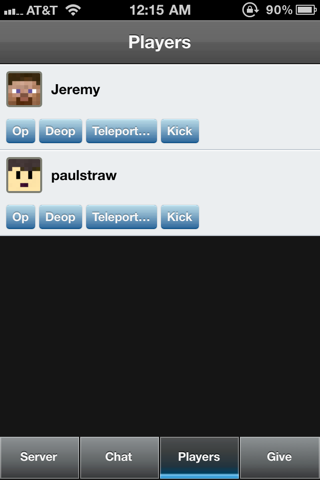 AT&T 12:15 AM 90%
Players
Jeremy
Op Deop Teleport... Kick
paulstraw
Op Deop Teleport... Kick
Server Chat Players Give